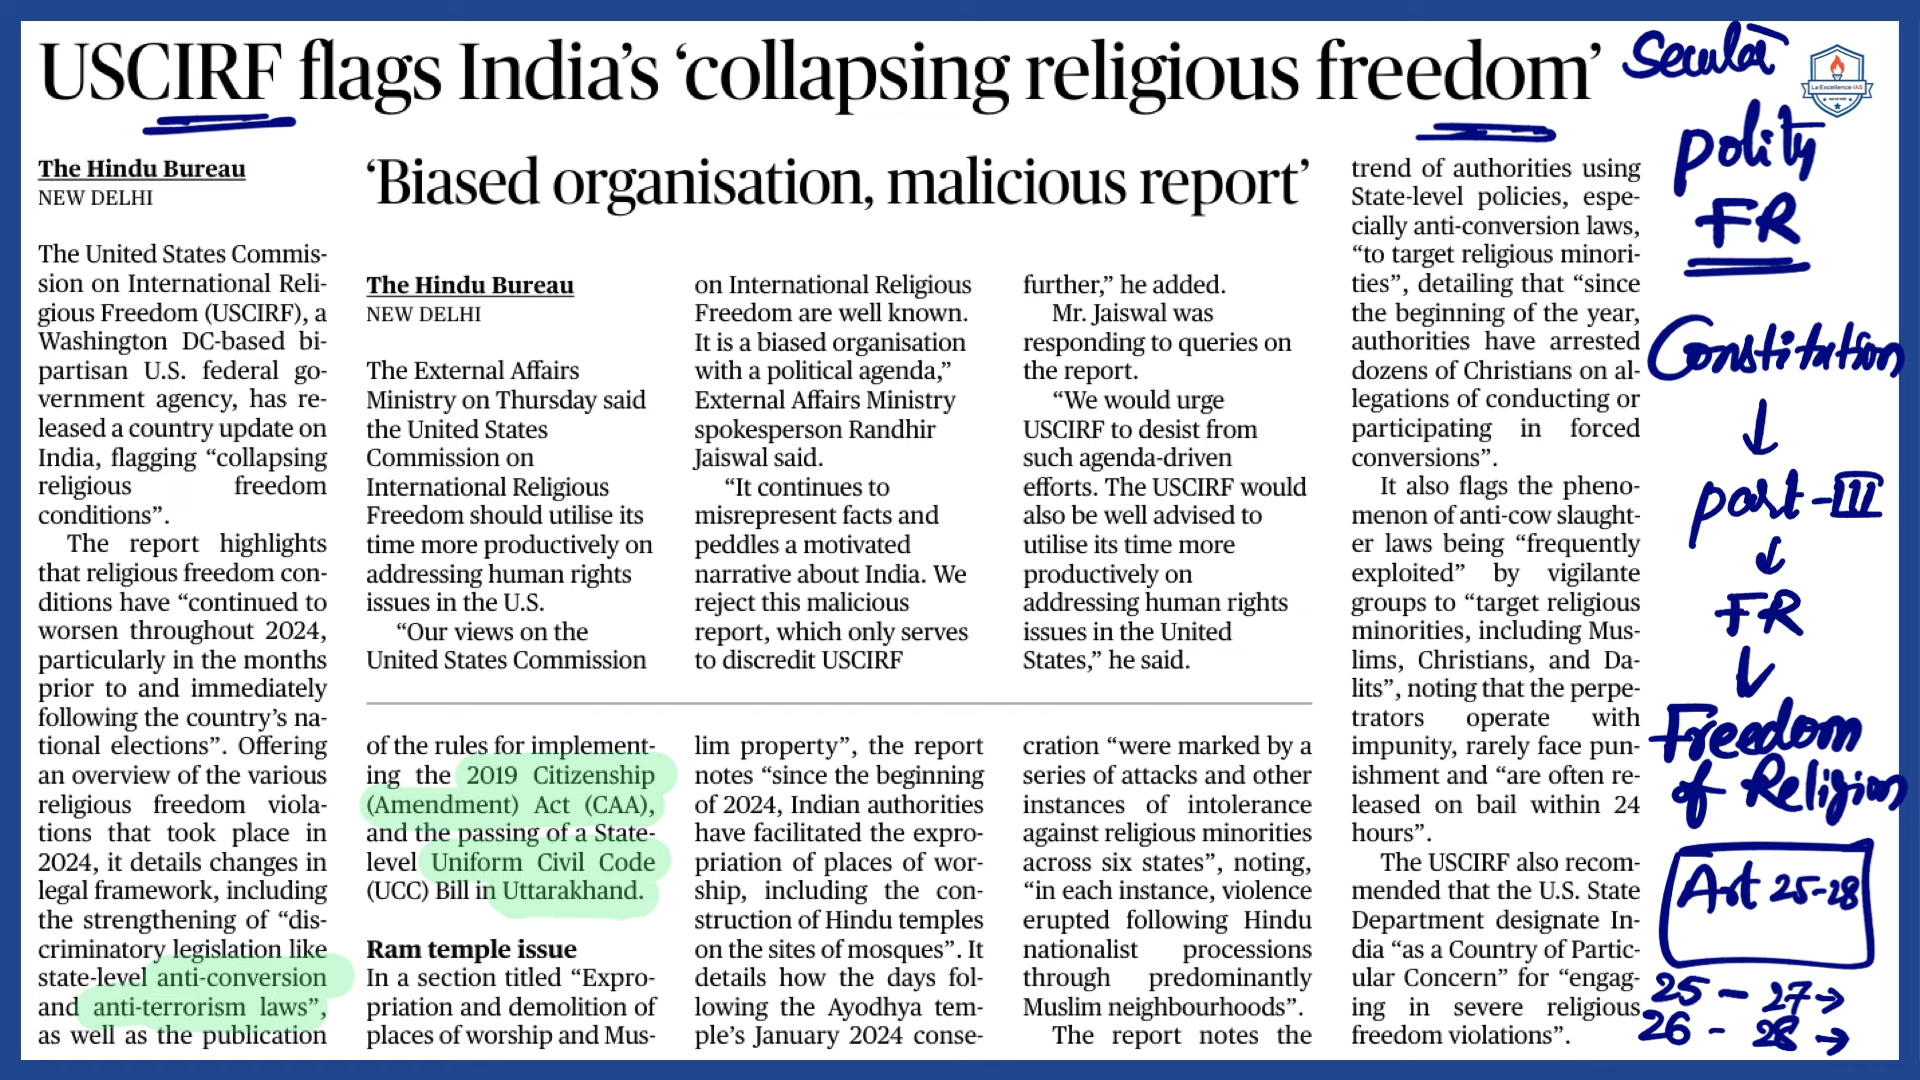 USCIRF flags India's 'collapsing religious freedom'
The Hindu Bureau
NEW DELHI
The United States Commis-
sion on International Reli-
gious Freedom (USCIRF), a
Washington DC-based bi-
partisan U.S. federal go-
vernment agency, has re-
leased a country update on
India, flagging "collapsing
religious freedom
conditions".
The report highlights
that religious freedom con-
ditions have "continued to
worsen throughout 2024,
particularly in the months
prior to and immediately
following the country's na-
tional elections". Offering
an overview of the various
religious freedom viola-
tions that took place in
2024, it details changes in
legal framework, including
the strengthening of "dis-
criminatory legislation like
state-level anti-conversion
and anti-terrorism laws",
as well as the publication
'Biased organisation, malicious report'
The Hindu Bureau
NEW DELHI
The External Affairs
Ministry on Thursday said
the United States
Commission on
International Religious
Freedom should utilise its
time more productively on
addressing human rights
issues in the U.S.
"Our views on the
United States Commission
on International Religious
Freedom are well known.
It is a biased organisation
with a political agenda,"
External Affairs Ministry
spokesperson Randhir
Jaiswal said.
"It continues to
misrepresent facts and
peddles a motivated
narrative about India. We
reject this malicious
report, which only serves
to discredit USCIRF
further," he added.
Mr. Jaiswal was
responding to queries on
the report.
"We would urge
USCIRF to desist from
such agenda-driven
efforts. The USCIRF would
also be well advised to
utilise its time more
productively on
addressing human rights
issues in the United
States," he said.
of the rules for implement-
ing the 2019 Citizenship
(Amendment) Act (CAA),
and the passing of a State-
level Uniform Civil Code
(UCC) Bill in Uttarakhand.
Ram temple issue
In a section titled "Expro-
priation and demolition of
places of worship and Mus-
lim property", the report
notes "since the beginning
of 2024, Indian authorities
have facilitated the expro-
priation of places of wor-
ship, including the con-
struction of Hindu temples
on the sites of mosques". It
details how the days fol-
lowing the Ayodhya tem-
ple's January 2024 conse-
cration "were marked by a
series of attacks and other
instances of intolerance
against religious minorities
across six states", noting,
"in each instance, violence
erupted following Hindu
nationalist processions
through predominantly
Muslim neighbourhoods".
The report notes the
trend of authorities using
State-level policies, espe-
cially anti-conversion laws,
"to target religious minori-
ties", detailing that "since
the beginning of the year,
authorities have arrested
dozens of Christians on al-
legations of conducting or
participating in forced
conversions".
It also flags the pheno-
menon of anti-cow slaught-
er laws being "frequently
exploited" by vigilante
groups to "target religious
minorities, including Mus-
lims, Christians, and Da-
lits", noting that the perpe-
trators operate with
impunity, rarely face pun-
ishment and "are often re-
leased on bail within 24
hours".
The USCIRF also recom-
mended that the U.S. State
Department designate In-
dia "as a Country of Partic-
ular Concern" for "engag-
ing in severe religious
freedom violations".
Secular
La Excellence IAS
polity
FR
Constitution
↓
part-III
↓
FR
↓
Freedom
of Religion
Art 25-28
25 - 27→
26 - 28→